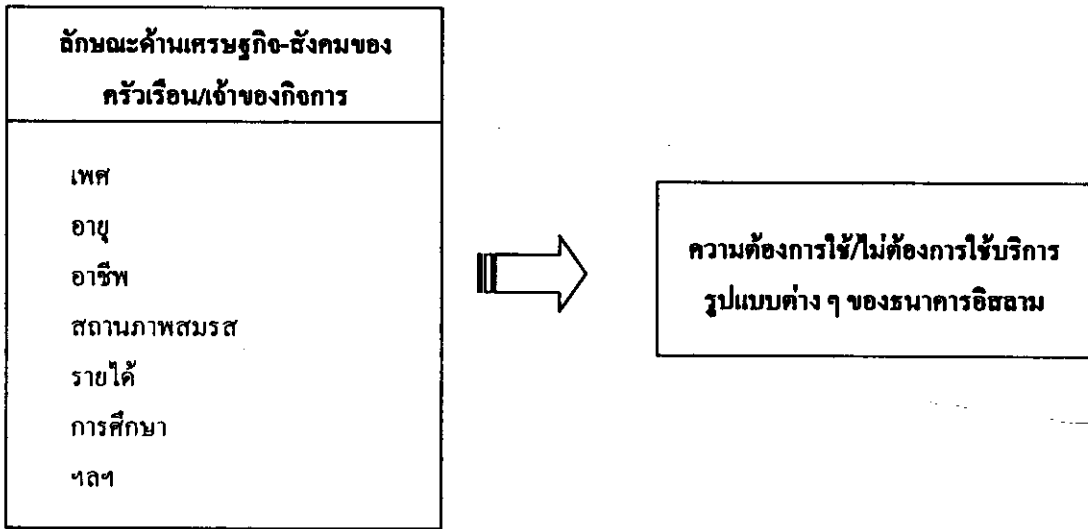 ลักษณะด้านเศรษฐกิจ-สังคมของ
ครัวเรือน/เจ้าของกิจการ
เพศ
อายุ
อาชีพ
สถานภาพสมรส
รายได้
การศึกษา
ฯลฯ
ความต้องการใช้/ไม่ต้องการใช้บริการ
รูปแบบต่าง ๆ ของธนาคารอิสลาม